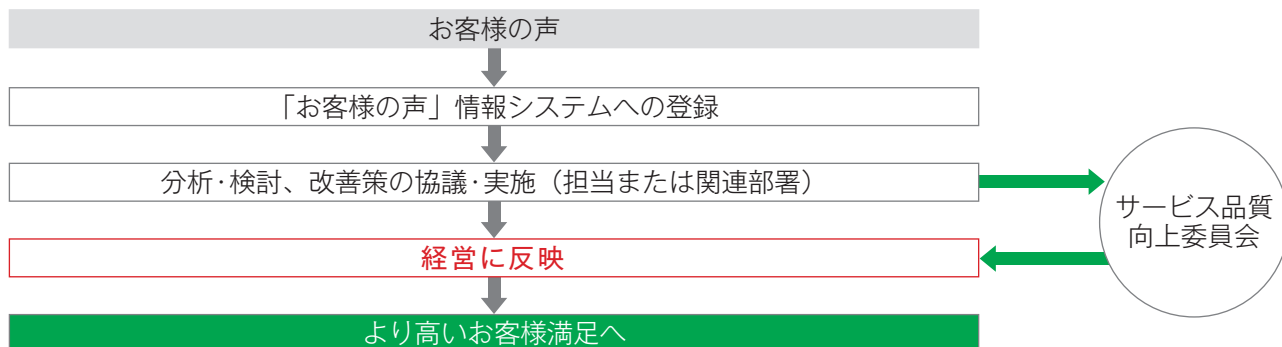 お客様の声
「お客様の声」情報システムへの登録
分析·検討、改善策の協議·実施（担当または関連部署）
サービス品質
向上委員会
経営に反映
より高いお客様満足へ